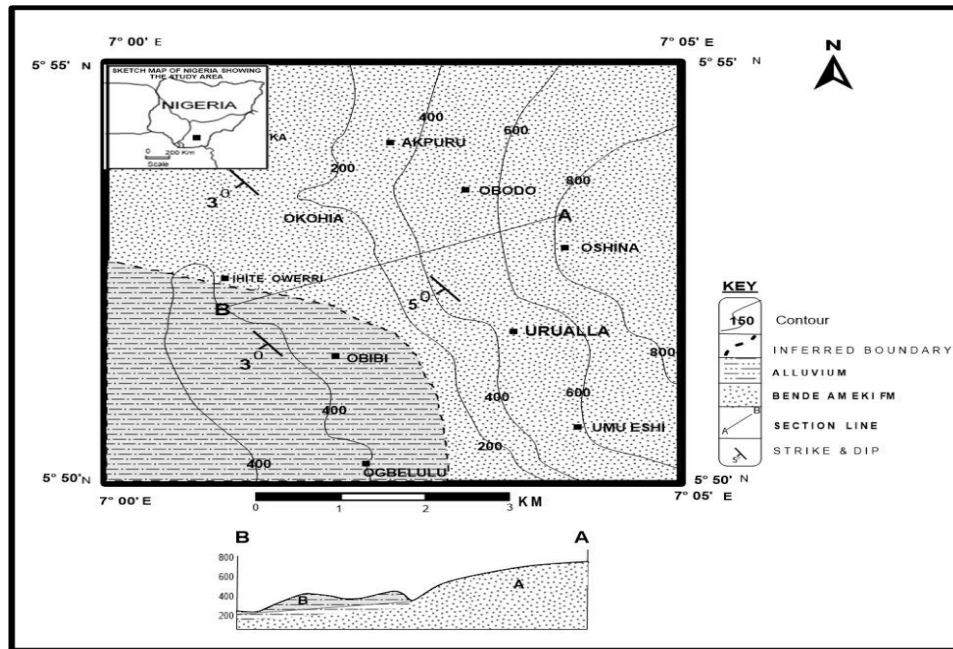 7° 00' E
7° 05' E
N
5° 55' N
5° 55' N
SKETCH MAP OF NIGERIA SHOWING
THE STUDY AREA
NIGERIA
KA
0 200 Km
Scale
400
600
200
AKPURU
800
OBODO
3°
OKOHIA
A
OSHINA
IHITE OWERRI
B
5°
URUALLA
3°
OBIBI
800
400
400
600
UMU ESHI
200
400
OGBELULU
KEY
150 Contour
INFERRED BOUNDARY
ALLUVIUM
BENDE AMEKI FM
A B SECTION LINE
5 STRIKE & DIP
5° 50' N
5° 50' N
7° 00' E
7° 05' E
0 1 2 3 KM
B A
800
600
400
200
B
A